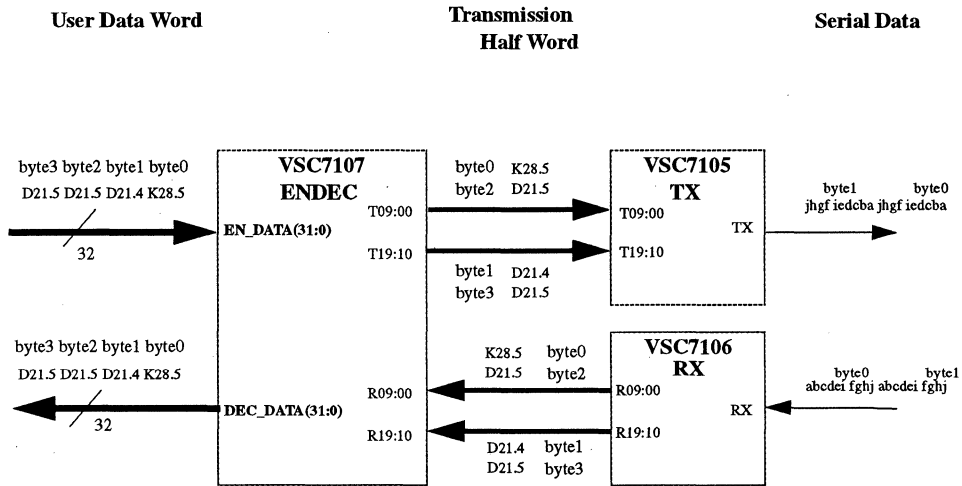 User Data Word
Transmission
Half Word
Serial Data
byte3 byte2 byte1 byte0
D21.5 D21.5 D21.4 K28.5
32
EN_DATA(31:0)
VSC7107
ENDEC
T09:00
T19:10
byte0 K28.5
byte2 D21.5
byte1 D21.4
byte3 D21.5
VSC7105
TX
T09:00
T19:10
TX
byte1 byte0
jhgf iedcba jhgf iedcba
byte3 byte2 byte1 byte0
D21.5 D21.5 D21.4 K28.5
32
DEC_DATA(31:0)
R09:00
R19:10
K28.5 byte0
D21.5 byte2
D21.4 byte1
D21.5 byte3
VSC7106
RX
R09:00
R19:10
RX
byte0 byte1
abcdei fghj abcdei fghj